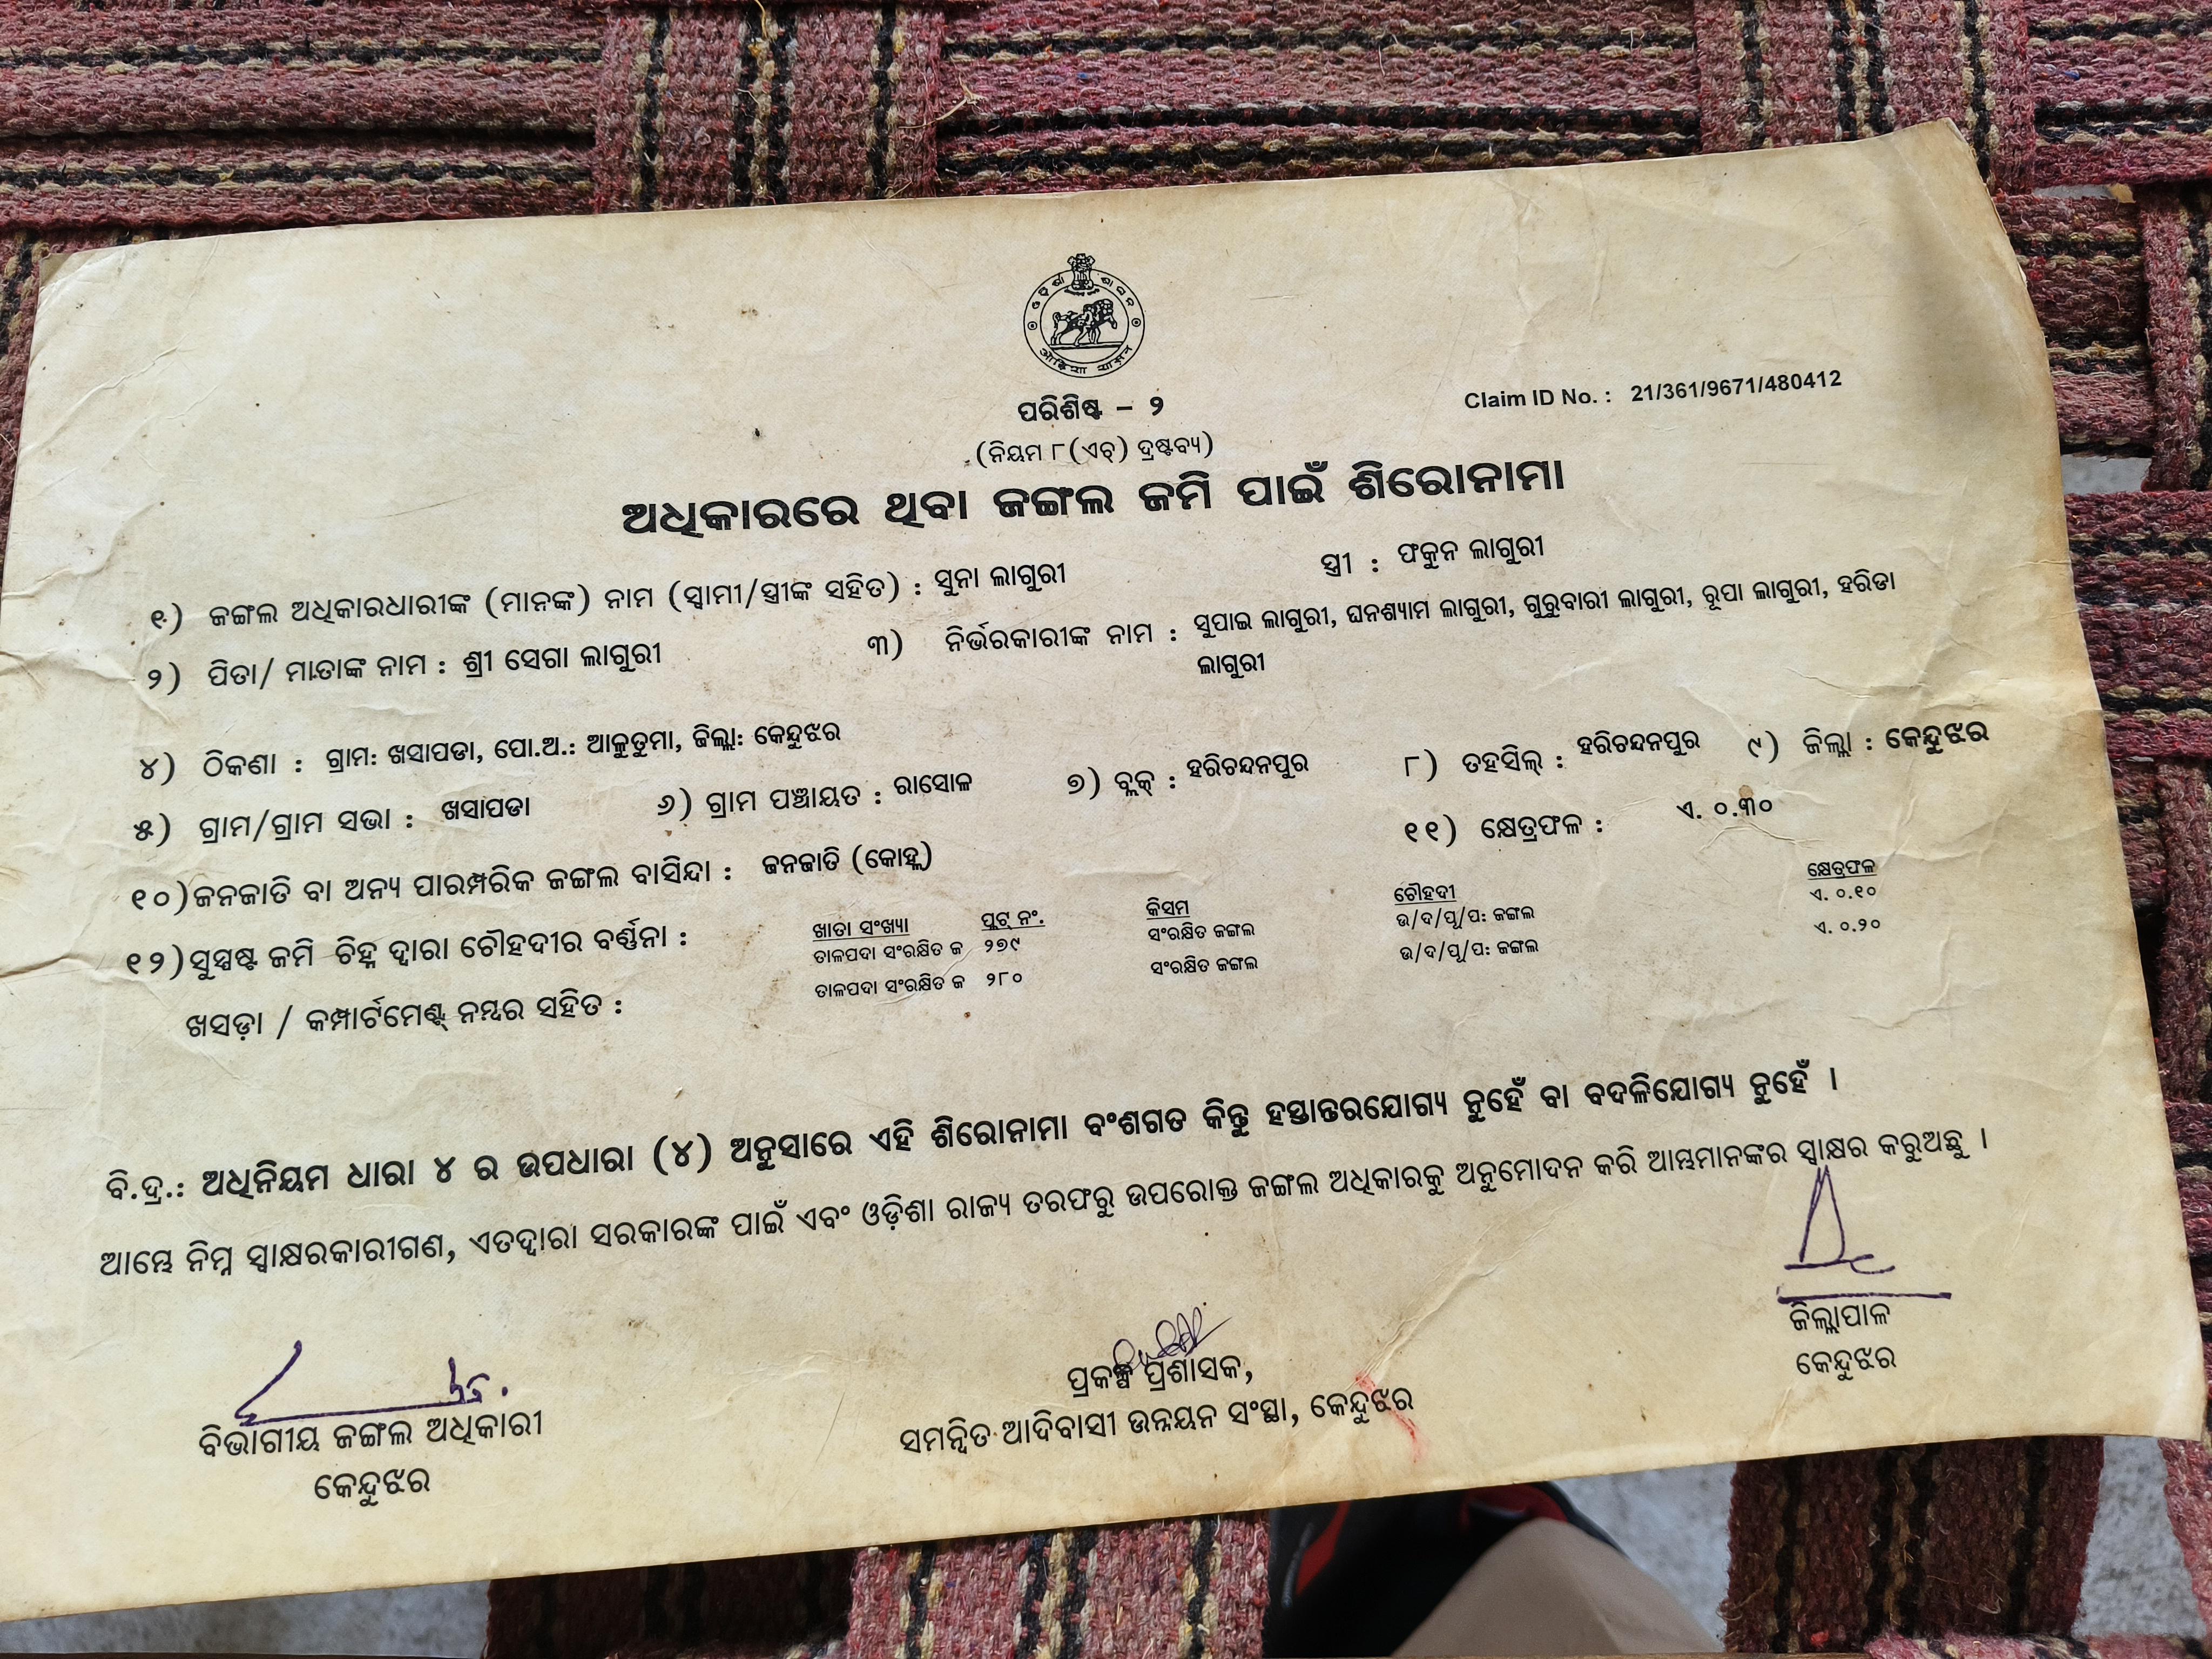 ଓଡ଼ିଶା ଶାସନ
ओड़िशा शासन
ପରିଶିଷ୍ଟ – ୨
Claim ID No. : 21/361/9671/480412
(ନିୟମ ୮(ଏଚ୍) ଦ୍ରଷ୍ଟବ୍ୟ)
ଅଧିକାରରେ ଥିବା ଜଙ୍ଗଲ ଜମି ପାଇଁ ଶିରୋନାମା
୧) ଜଙ୍ଗଲ ଅଧିକାରଧାରୀଙ୍କ (ମାନଙ୍କ) ନାମ (ସ୍ୱାମୀ/ସ୍ତ୍ରୀଙ୍କ ସହିତ) : ସୁନା ଲାଗୁରୀ ସ୍ତ୍ରୀ : ଫକୁନ ଲାଗୁରୀ
୨) ପିତା/ ମାତାଙ୍କ ନାମ : ଶ୍ରୀ ସେଗା ଲାଗୁରୀ ୩) ନିର୍ଭରକାରୀଙ୍କ ନାମ : ସୁପାଇ ଲାଗୁରୀ, ଘନଶ୍ୟାମ ଲାଗୁରୀ, ଗୁରୁବାରୀ ଲାଗୁରୀ, ରୂପା ଲାଗୁରୀ, ହରିଡା
ଲାଗୁରୀ
୪) ଠିକଣା : ଗ୍ରାମ: ଖସାପଡା, ପୋ.ଅ.: ଆଳୁତୁମା, ଜିଲ୍ଲା: କେନ୍ଦୁଝର
୫) ଗ୍ରାମ/ଗ୍ରାମ ସଭା : ଖସାପଡା ୬) ଗ୍ରାମ ପଞ୍ଚାୟତ : ରାସୋଳ ୭) ବ୍ଲକ୍ : ହରିଚନ୍ଦନପୁର ୮) ତହସିଲ୍ : ହରିଚନ୍ଦନପୁର ୯) ଜିଲ୍ଲା : କେନ୍ଦୁଝର
୧୦)ଜନଜାତି ବା ଅନ୍ୟ ପାରମ୍ପରିକ ଜଙ୍ଗଲ ବାସିନ୍ଦା : ଜନଜାତି (କୋହ୍ଲ) ୧୧) କ୍ଷେତ୍ରଫଳ : ଏ. ୦.୩୦
୧୨)ସୁସ୍ପଷ୍ଟ ଜମି ଚିହ୍ନ ଦ୍ୱାରା ଚୌହଦୀର ବର୍ଣ୍ଣନା :
ଖସଡ଼ା / କମ୍ପାର୍ଟମେଣ୍ଟ୍ ନମ୍ବର ସହିତ :
ଖାତା ସଂଖ୍ୟା ପ୍ଲଟ୍ ନଂ. କିସମ ଚୌହଦୀ କ୍ଷେତ୍ରଫଳ
ତାଳପଦା ସଂରକ୍ଷିତ ଜ ୨୭୯ ସଂରକ୍ଷିତ ଜଙ୍ଗଲ ଉ/ଦ/ପୂ/ପ: ଜଙ୍ଗଲ ଏ. ୦.୧୦
ତାଳପଦା ସଂରକ୍ଷିତ ଜ ୨୮୦ ସଂରକ୍ଷିତ ଜଙ୍ଗଲ ଉ/ଦ/ପୂ/ପ: ଜଙ୍ଗଲ ଏ. ୦.୨୦
ବି.ଦ୍ର.: ଅଧିନିୟମ ଧାରା ୪ ର ଉପଧାରା (୪) ଅନୁସାରେ ଏହି ଶିରୋନାମା ବଂଶଗତ କିନ୍ତୁ ହସ୍ତାନ୍ତରଯୋଗ୍ୟ ନୁହେଁ ବା ବଦଳିଯୋଗ୍ୟ ନୁହେଁ ।
ଆମ୍ଭେ ନିମ୍ନ ସ୍ୱାକ୍ଷରକାରୀଗଣ, ଏତଦ୍ୱାରା ସରକାରଙ୍କ ପାଇଁ ଏବଂ ଓଡ଼ିଶା ରାଜ୍ୟ ତରଫରୁ ଉପରୋକ୍ତ ଜଙ୍ଗଲ ଅଧିକାରକୁ ଅନୁମୋଦନ କରି ଆମ୍ଭମାନଙ୍କର ସ୍ୱାକ୍ଷର କରୁଅଛୁ ।
ବିଭାଗୀୟ ଜଙ୍ଗଲ ଅଧିକାରୀ
କେନ୍ଦୁଝର
ପ୍ରକଳ୍ପ ପ୍ରଶାସକ,
ସମନ୍ୱିତ ଆଦିବାସୀ ଉନ୍ନୟନ ସଂସ୍ଥା, କେନ୍ଦୁଝର
ଜିଲ୍ଲାପାଳ
କେନ୍ଦୁଝର